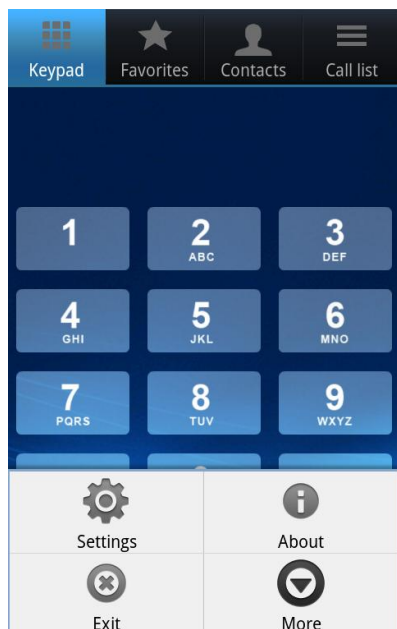 Keypad Favorites Contacts Call list
1 2 3
ABC DEF
4 5 6
GHI JKL MNO
7 8 9
PQRS TUV WXYZ
Settings About
Exit More